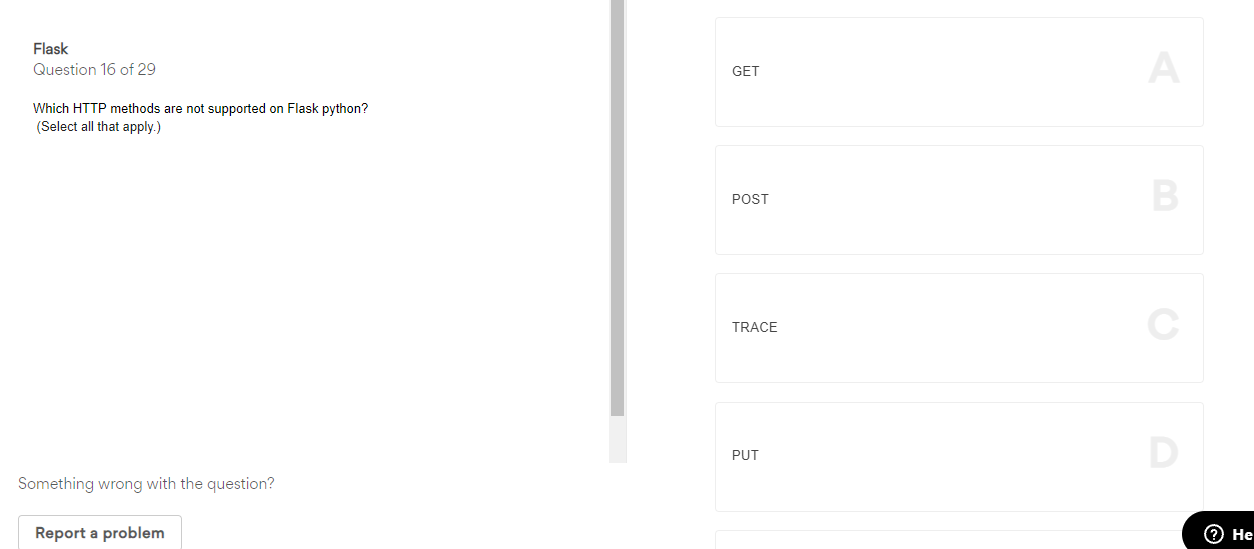 Flask
Question 16 of 29
Which HTTP methods are not supported on Flask python?
(Select all that apply.)
Something wrong with the question?
Report a problem
GET
A
POST
B
TRACE
C
PUT
D